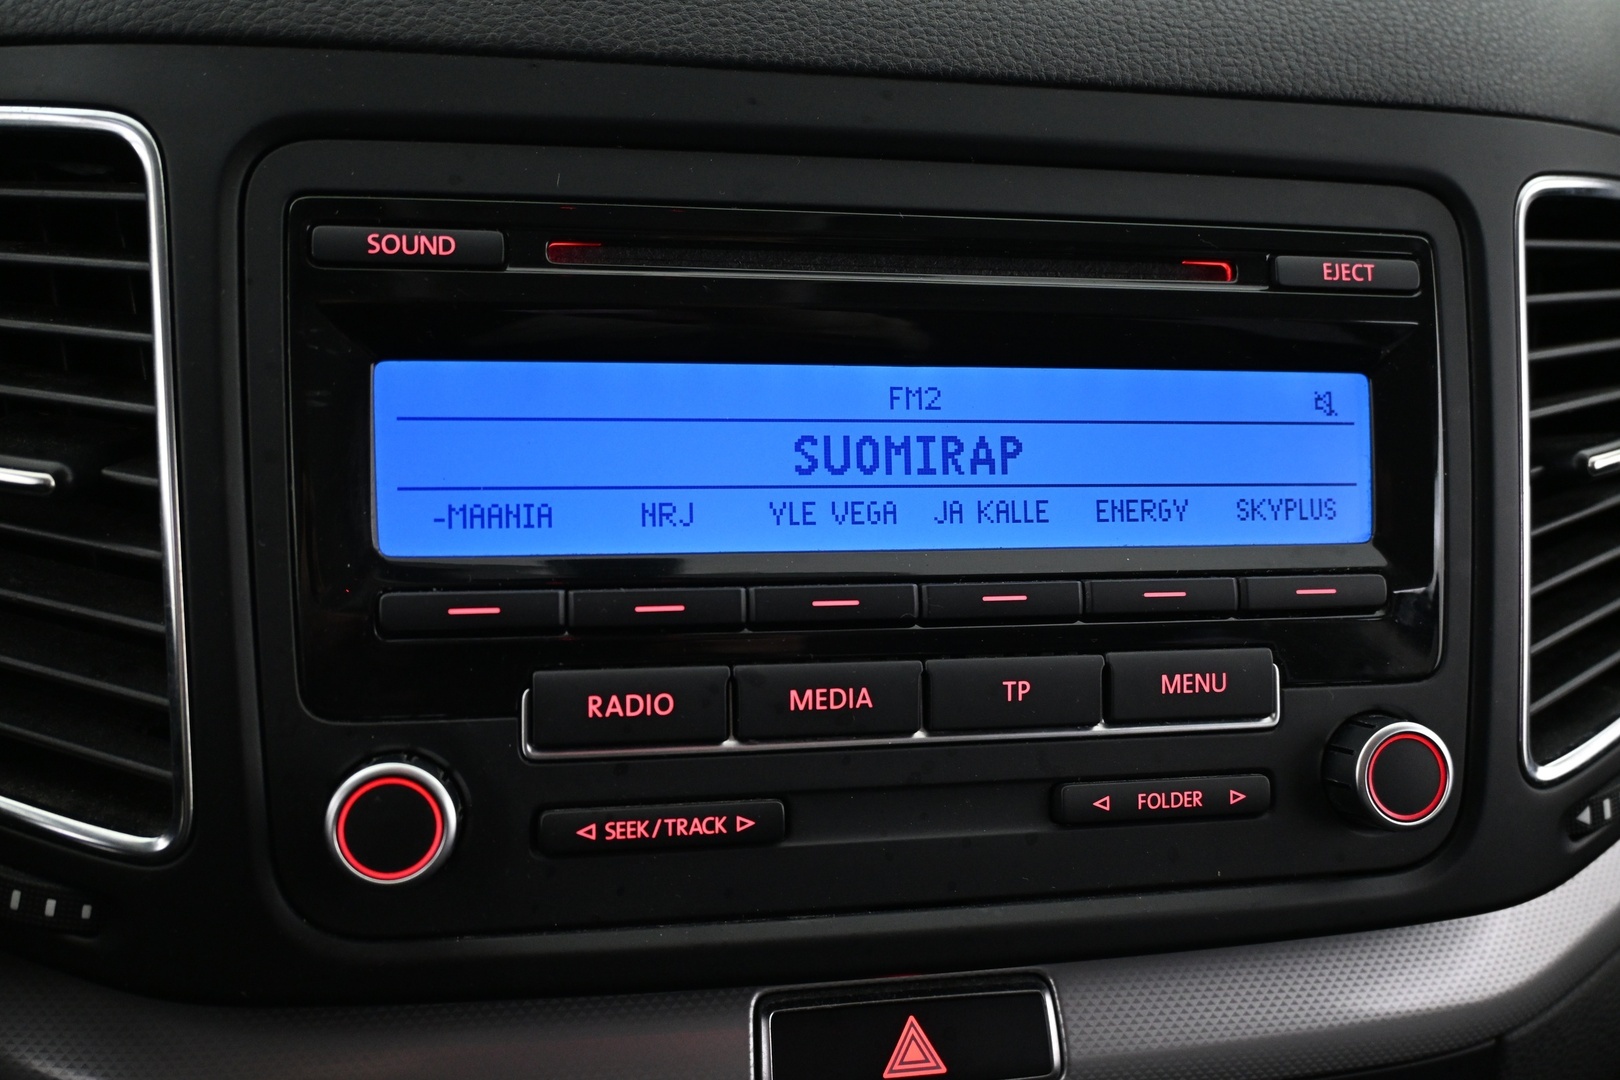 SOUND
EJECT
FM2
SUOMIRAP
-MAANIA NRJ YLE VEGA JA KALLE ENERGY SKYPLUS
RADIO MEDIA TP MENU
SEEK/TRACK
FOLDER